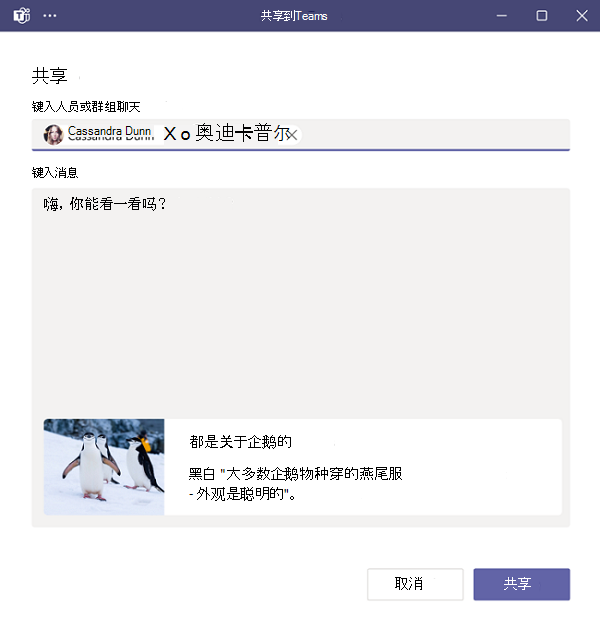 共享到Teams
共享
键入人员或群组聊天
Cassandra Dunn X o 奥迪卡普尔
键入消息
嗨，你能看一看吗？
都是关于企鹅的
黑白 "大多数企鹅物种穿的燕尾服
- 外观是聪明的"。
取消
共享